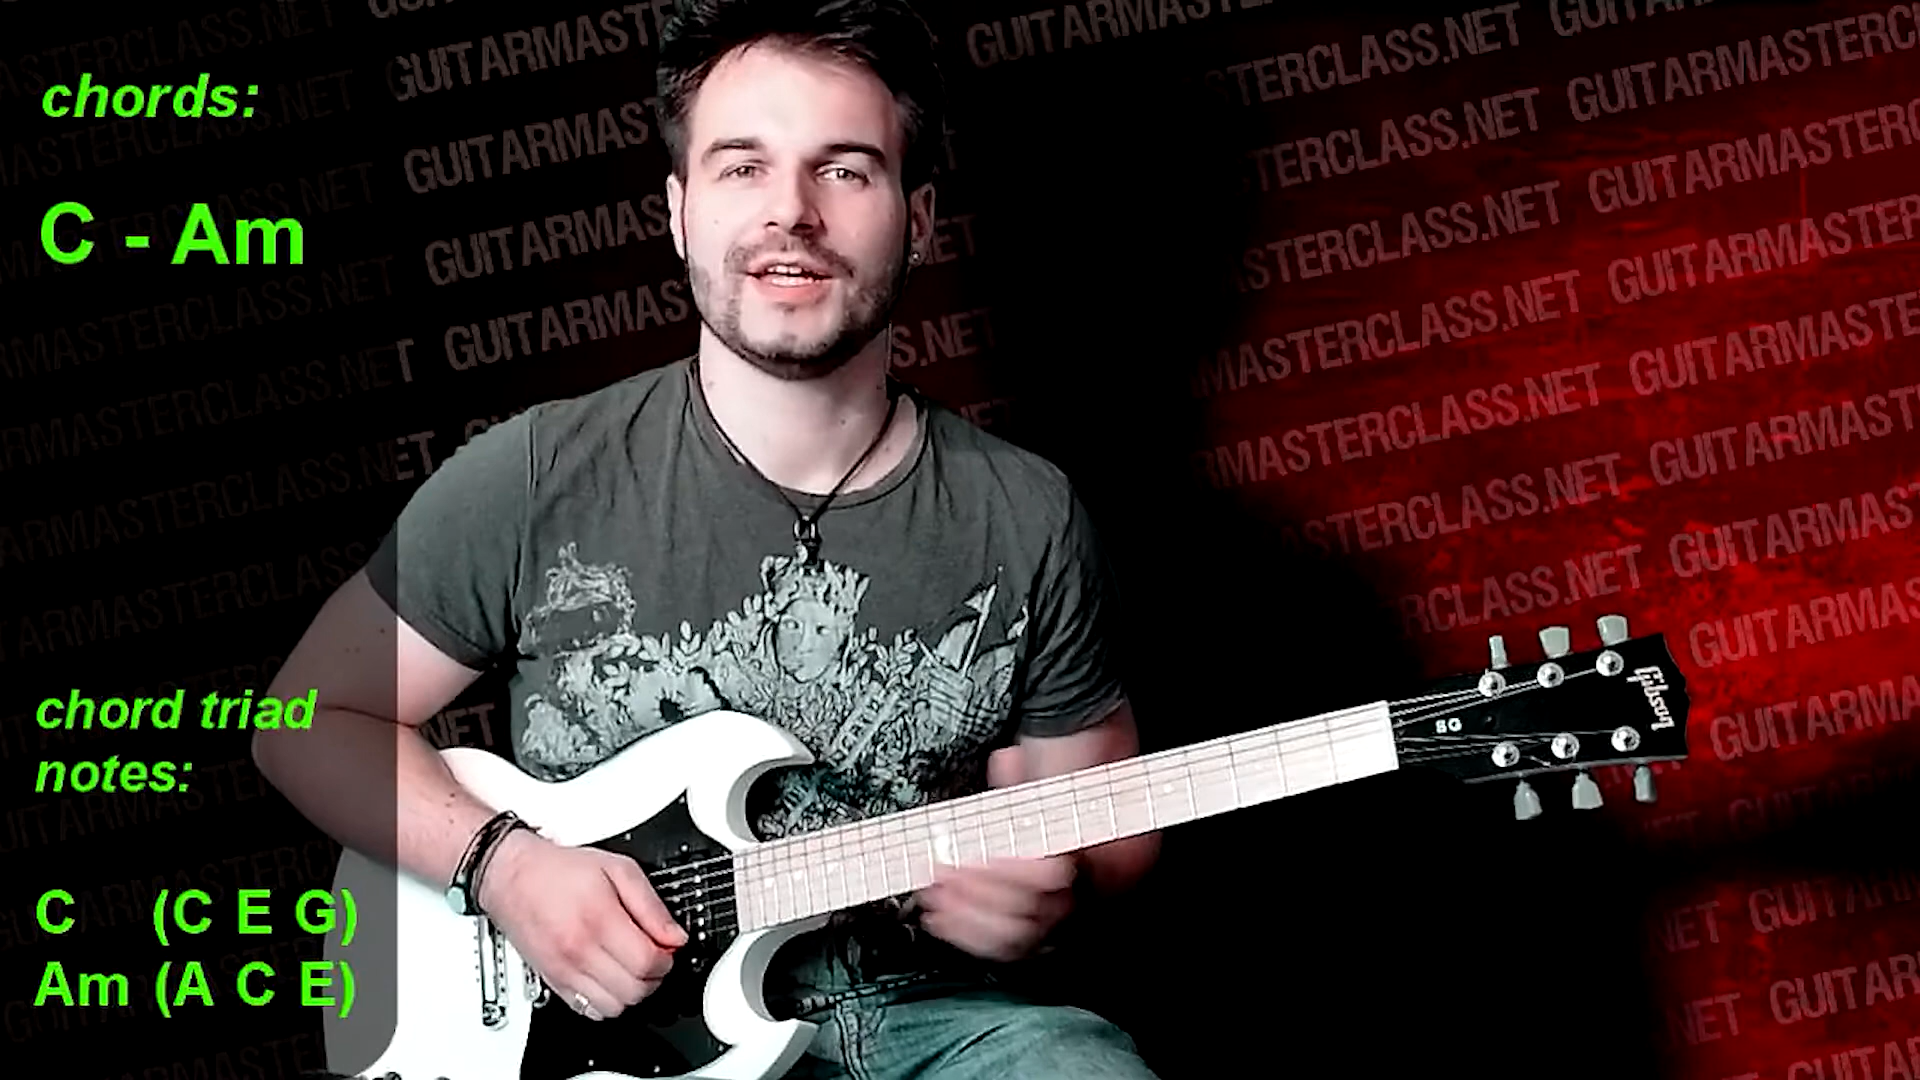 chords:
C - Am
chord triad
notes:
C (C E G)
Am (A C E)
GUITARMASTERCLASS.NET
Gibson
SG